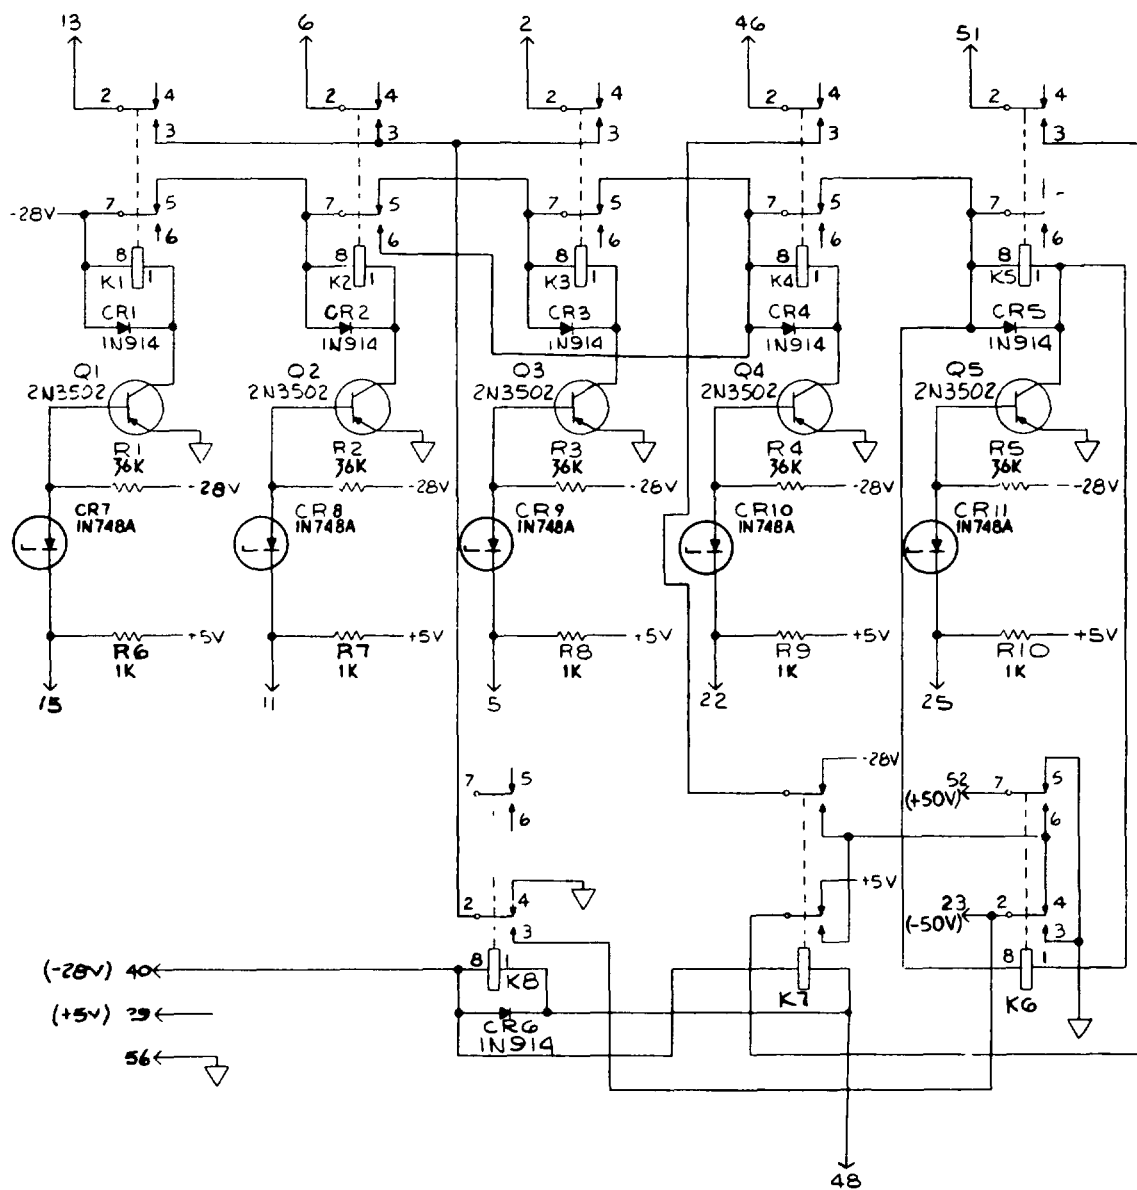 13 6 2 46 51
2 4 2 4 2 4 2 4 2
3 3 3 3 3
-28V 7 5 7 5 7 5 7 5 7
6 6 6 6
8 8 8 8 8
K1 1 K2 1 K3 1 K4 1 K5 1
CR1 CR2 CR3 CR4 CR5
1N914 1N914 1N914 1N914 1N914
Q1 Q2 Q3 Q4 Q5
2N3502 2N3502 2N3502 2N3502 2N3502
R1 R2 R3 R4 R5
36K 36K 36K 36K 36K
-28V -28V -28V -28V -28V
CR7 CR8 CR9 CR10 CR11
1N748A 1N748A 1N748A 1N748A 1N748A
+5V +5V +5V +5V +5V
R6 R7 R8 R9 R10
1K 1K 1K 1K 1K
15 11 5 22 25
-28V
7 5 52 7 5
(+50V)
6 6
+5V
2 4 23 2 4
(-50V)
3 3
(-28V) 40 8 1 8 1
K8 K7 K6
(+5V) 29
CR6
1N914
56
48